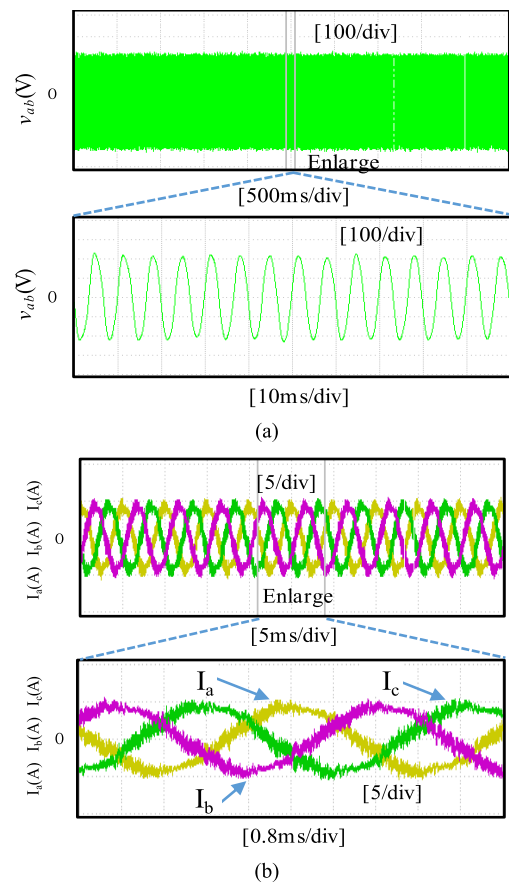 [100/div]
v_ab(V)
0
Enlarge
[500ms/div]
[100/div]
v_ab(V)
0
[10ms/div]
(a)
I_a(A) I_b(A) I_c(A)
0
[5/div]
Enlarge
[5ms/div]
I_a(A) I_b(A) I_c(A)
0
I_a
I_c
I_b
[5/div]
[0.8ms/div]
(b)